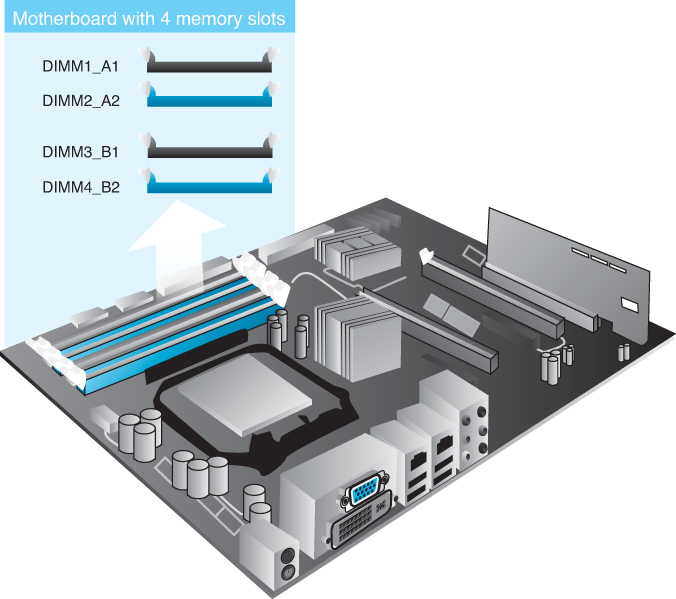 Motherboard with 4 memory slots
DIMM1_A1
DIMM2_A2
DIMM3_B1
DIMM4_B2